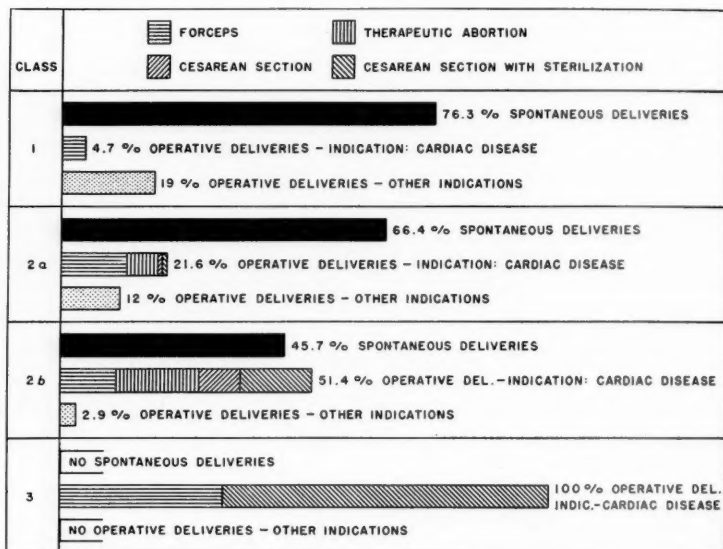 FORCEPS
THERAPEUTIC ABORTION
CLASS
CESAREAN SECTION
CESAREAN SECTION WITH STERILIZATION
1
76.3 % SPONTANEOUS DELIVERIES
4.7 % OPERATIVE DELIVERIES – INDICATION: CARDIAC DISEASE
19 % OPERATIVE DELIVERIES – OTHER INDICATIONS
2a
66.4 % SPONTANEOUS DELIVERIES
21.6 % OPERATIVE DELIVERIES – INDICATION: CARDIAC DISEASE
12 % OPERATIVE DELIVERIES – OTHER INDICATIONS
2b
45.7 % SPONTANEOUS DELIVERIES
51.4 % OPERATIVE DEL.–INDICATION: CARDIAC DISEASE
2.9 % OPERATIVE DELIVERIES – OTHER INDICATIONS
3
NO SPONTANEOUS DELIVERIES
100 % OPERATIVE DEL.
INDIC.–CARDIAC DISEASE
NO OPERATIVE DELIVERIES – OTHER INDICATIONS